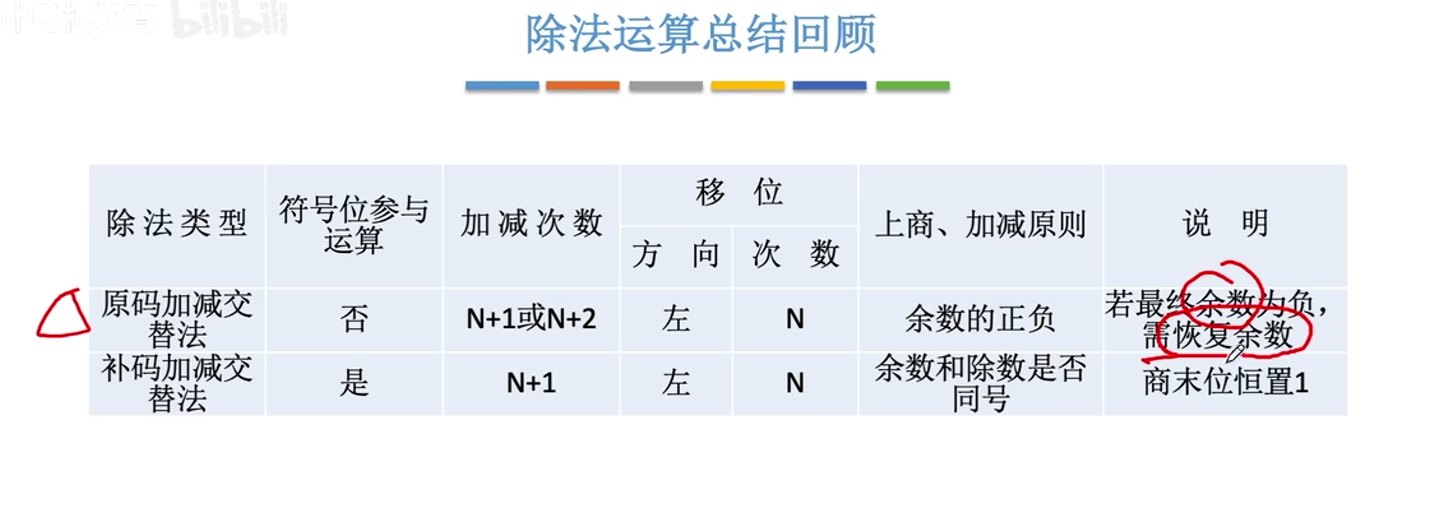 bilibili
除法运算总结回顾
除法类型
符号位参与
运算
加减次数
移 位
方 向
次 数
上商、加减原则
说 明
原码加减交
替法
否
N+1或N+2
左
N
余数的正负
若最终余数为负，
需恢复余数
补码加减交
替法
是
N+1
左
N
余数和除数是否
同号
商末位恒置1